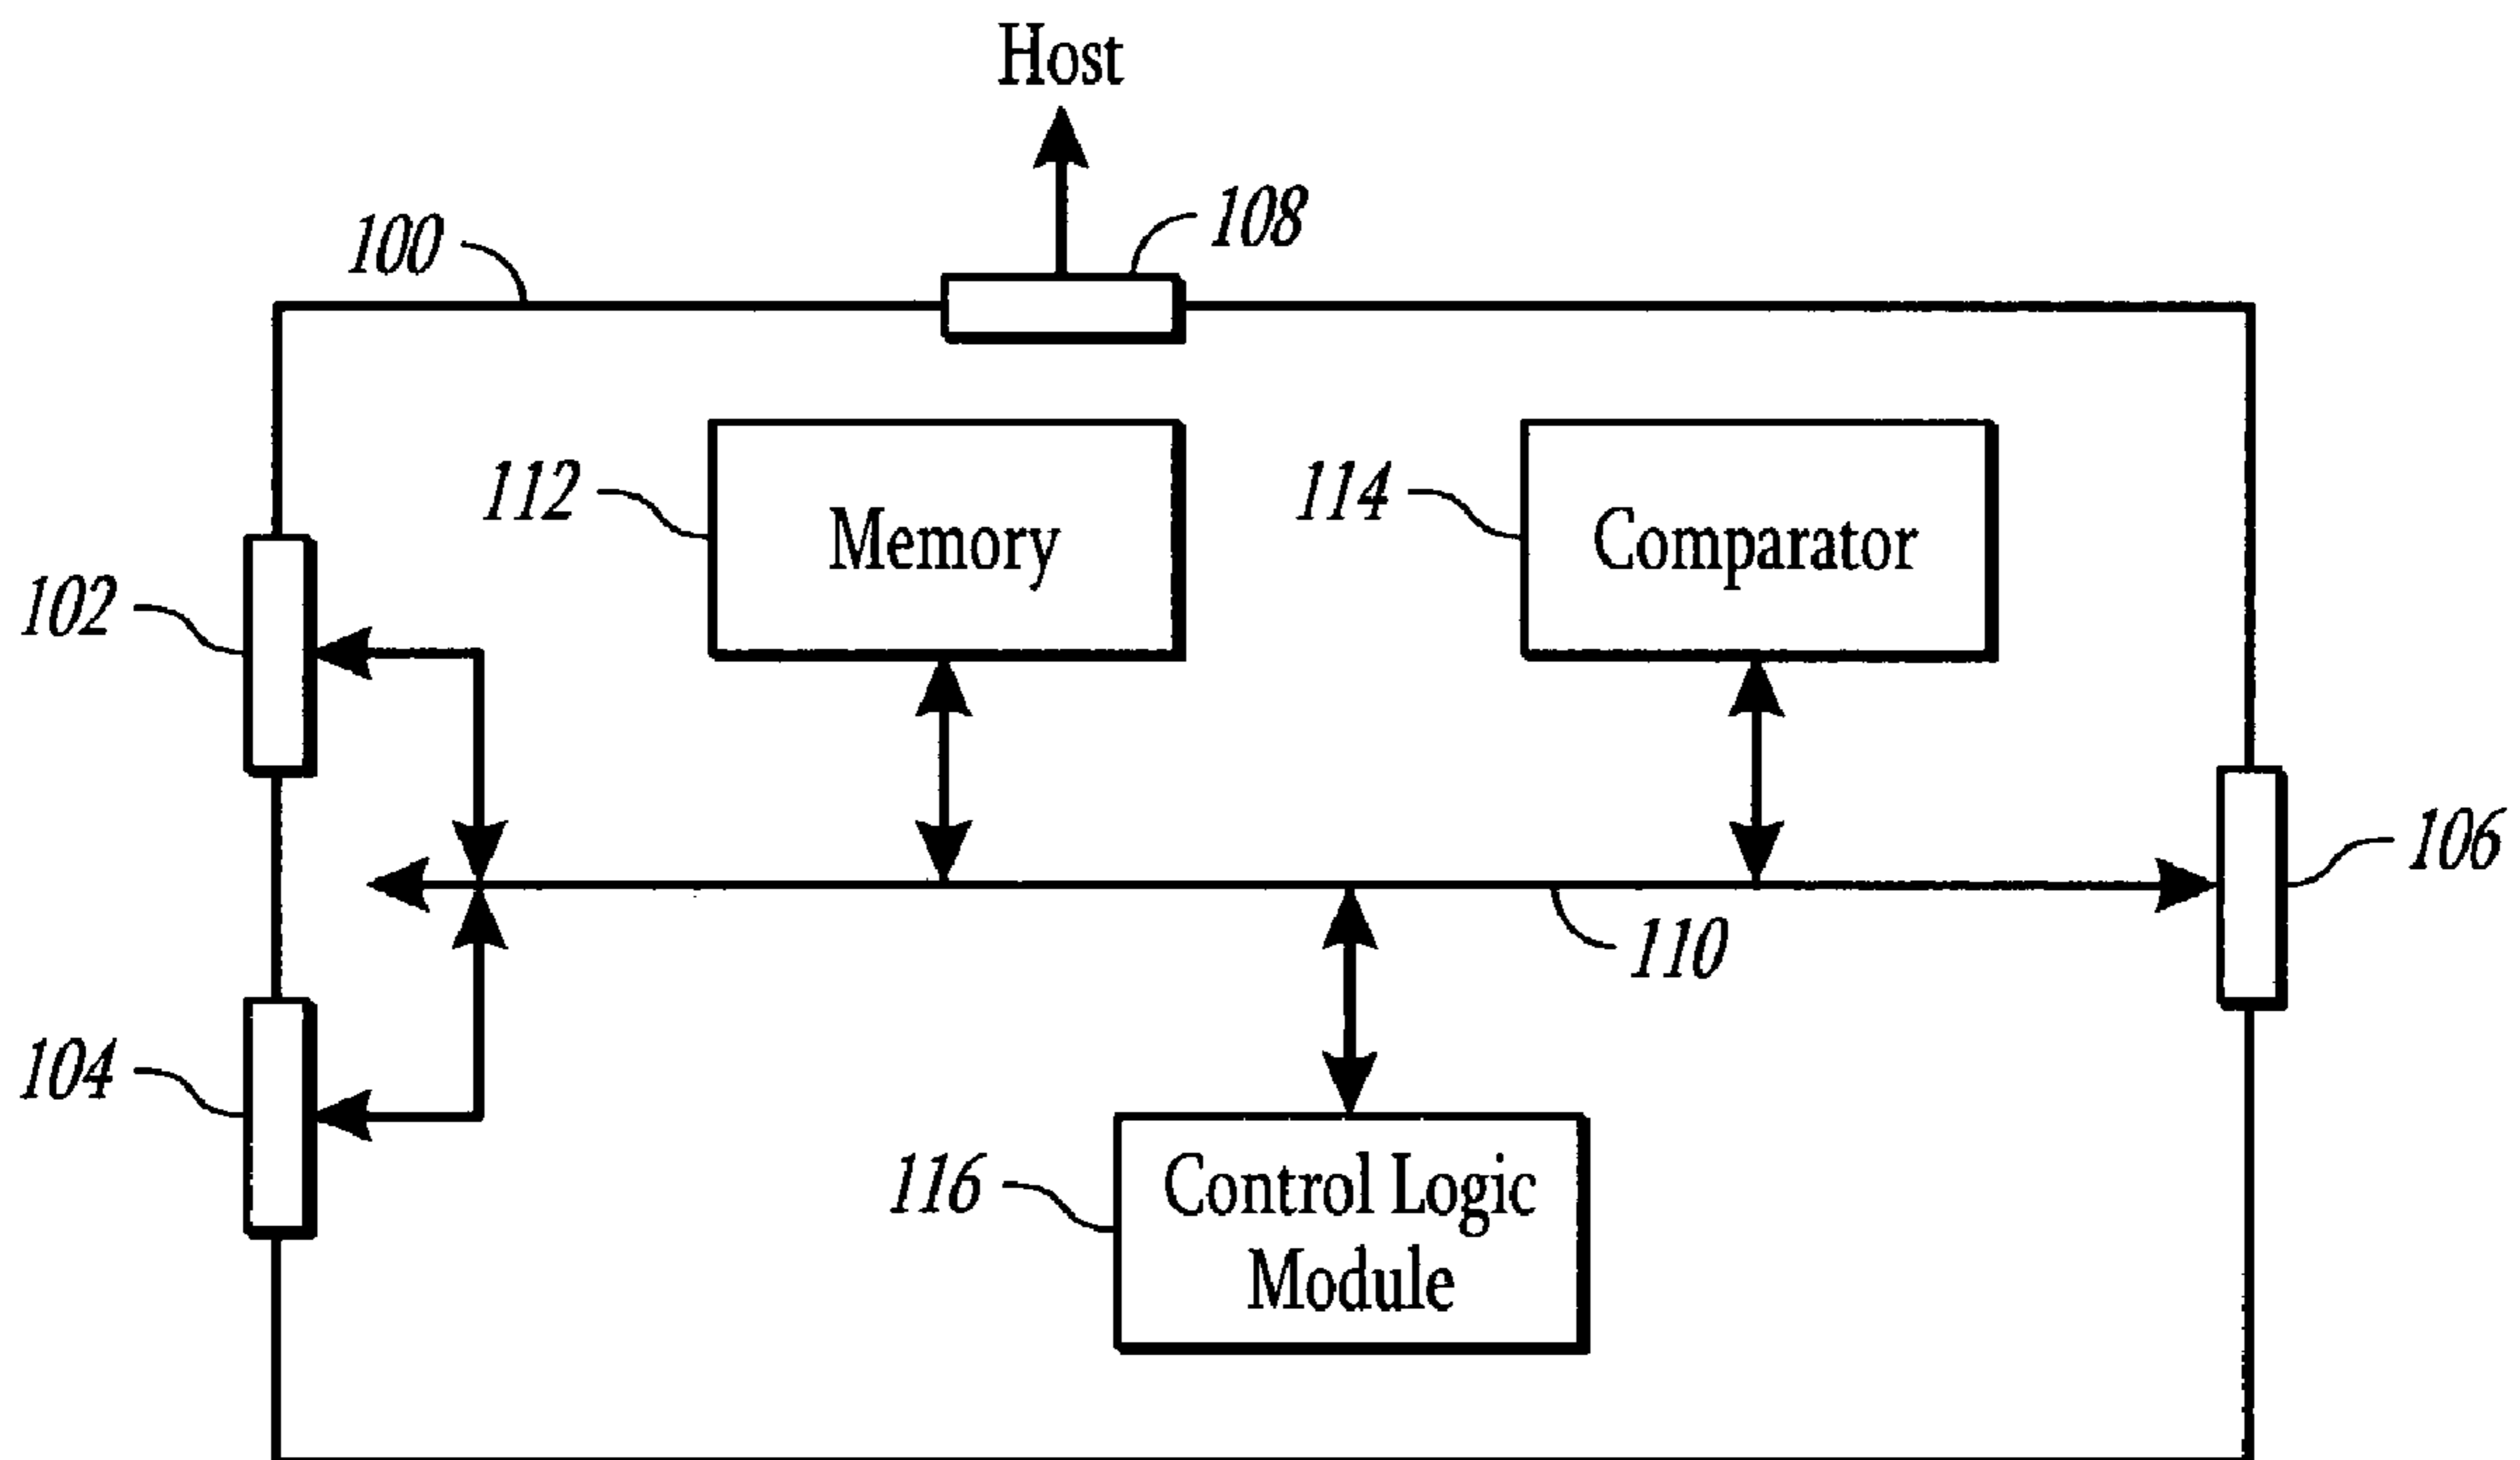 Host
108
100
112
Memory
114
Comparator
102
106
110
104
116
Control Logic
Module